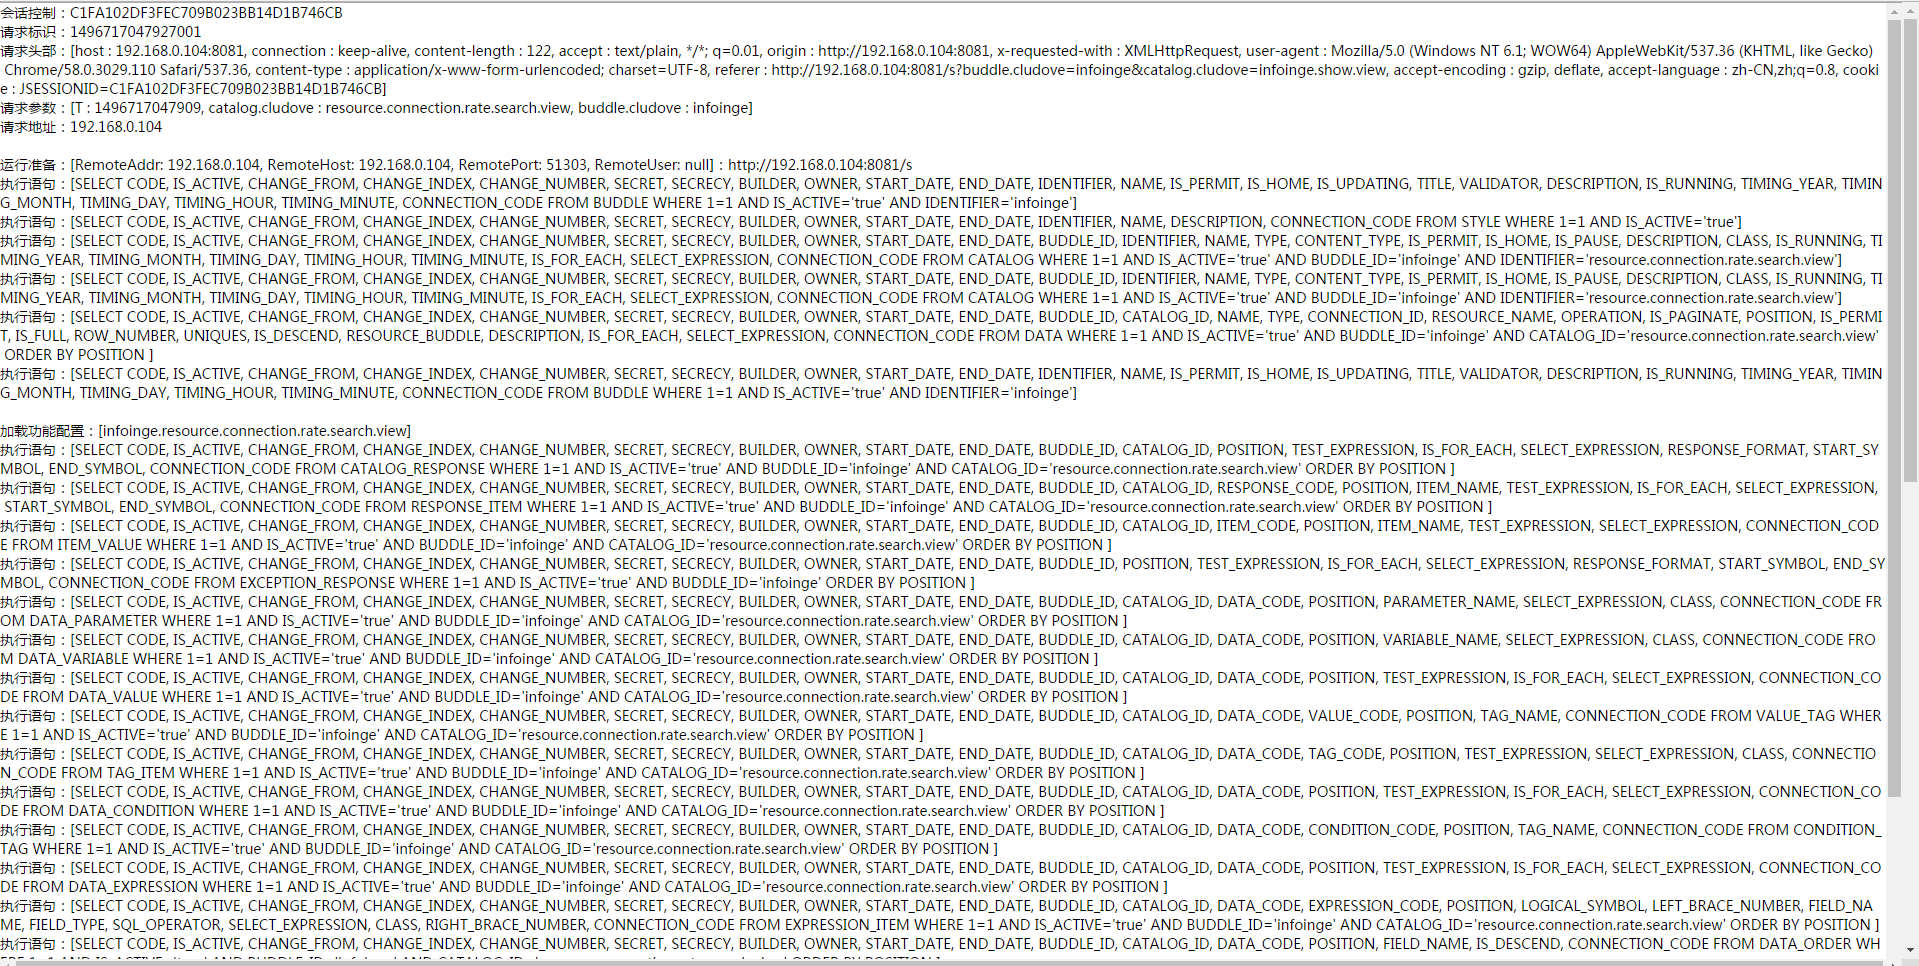 会话控制：C1FA102DF3FEC709B023BB14D1B746CB
请求标识：1496717047927001
请求头部：[host : 192.168.0.104:8081, connection : keep-alive, content-length : 122, accept : text/plain, */*; q=0.01, origin : http://192.168.0.104:8081, x-requested-with : XMLHttpRequest, user-agent : Mozilla/5.0 (Windows NT 6.1; WOW64) AppleWebKit/537.36 (KHTML, like Gecko)
Chrome/58.0.3029.110 Safari/537.36, content-type : application/x-www-form-urlencoded; charset=UTF-8, referer : http://192.168.0.104:8081/s?buddle.cludove=infoinge&catalog.cludove=infoinge.show.view, accept-encoding : gzip, deflate, accept-language : zh-CN,zh;q=0.8, cooki
e : JSESSIONID=C1FA102DF3FEC709B023BB14D1B746CB]
请求参数：[T : 1496717047909, catalog.cludove : resource.connection.rate.search.view, buddle.cludove : infoinge]
请求地址：192.168.0.104
运行准备：[RemoteAddr: 192.168.0.104, RemoteHost: 192.168.0.104, RemotePort: 51303, RemoteUser: null] : http://192.168.0.104:8081/s
执行语句：[SELECT CODE, IS_ACTIVE, CHANGE_FROM, CHANGE_INDEX, CHANGE_NUMBER, SECRET, SECRECY, BUILDER, OWNER, START_DATE, END_DATE, IDENTIFIER, NAME, IS_PERMIT, IS_HOME, IS_UPDATING, TITLE, VALIDATOR, DESCRIPTION, IS_RUNNING, TIMING_YEAR, TIMIN
G_MONTH, TIMING_DAY, TIMING_HOUR, TIMING_MINUTE, CONNECTION_CODE FROM BUDDLE WHERE 1=1 AND IS_ACTIVE='true' AND IDENTIFIER='infoinge']
执行语句：[SELECT CODE, IS_ACTIVE, CHANGE_FROM, CHANGE_INDEX, CHANGE_NUMBER, SECRET, SECRECY, BUILDER, OWNER, START_DATE, END_DATE, IDENTIFIER, NAME, DESCRIPTION, CONNECTION_CODE FROM STYLE WHERE 1=1 AND IS_ACTIVE='true']
执行语句：[SELECT CODE, IS_ACTIVE, CHANGE_FROM, CHANGE_INDEX, CHANGE_NUMBER, SECRET, SECRECY, BUILDER, OWNER, START_DATE, END_DATE, BUDDLE_ID, IDENTIFIER, NAME, TYPE, CONTENT_TYPE, IS_PERMIT, IS_HOME, IS_PAUSE, DESCRIPTION, CLASS, IS_RUNNING, TI
MING_YEAR, TIMING_MONTH, TIMING_DAY, TIMING_HOUR, TIMING_MINUTE, IS_FOR_EACH, SELECT_EXPRESSION, CONNECTION_CODE FROM CATALOG WHERE 1=1 AND IS_ACTIVE='true' AND BUDDLE_ID='infoinge' AND IDENTIFIER='resource.connection.rate.search.view']
执行语句：[SELECT CODE, IS_ACTIVE, CHANGE_FROM, CHANGE_INDEX, CHANGE_NUMBER, SECRET, SECRECY, BUILDER, OWNER, START_DATE, END_DATE, BUDDLE_ID, IDENTIFIER, NAME, TYPE, CONTENT_TYPE, IS_PERMIT, IS_HOME, IS_PAUSE, DESCRIPTION, CLASS, IS_RUNNING, TI
MING_YEAR, TIMING_MONTH, TIMING_DAY, TIMING_HOUR, TIMING_MINUTE, IS_FOR_EACH, SELECT_EXPRESSION, CONNECTION_CODE FROM CATALOG WHERE 1=1 AND IS_ACTIVE='true' AND BUDDLE_ID='infoinge' AND IDENTIFIER='resource.connection.rate.search.view']
执行语句：[SELECT CODE, IS_ACTIVE, CHANGE_FROM, CHANGE_INDEX, CHANGE_NUMBER, SECRET, SECRECY, BUILDER, OWNER, START_DATE, END_DATE, BUDDLE_ID, CATALOG_ID, NAME, TYPE, CONNECTION_ID, RESOURCE_NAME, OPERATION, IS_PAGINATE, POSITION, IS_PERMI
T, IS_FULL, ROW_NUMBER, UNIQUES, IS_DESCEND, RESOURCE_BUDDLE, DESCRIPTION, IS_FOR_EACH, SELECT_EXPRESSION, CONNECTION_CODE FROM DATA WHERE 1=1 AND IS_ACTIVE='true' AND BUDDLE_ID='infoinge' AND CATALOG_ID='resource.connection.rate.search.view'
ORDER BY POSITION ]
执行语句：[SELECT CODE, IS_ACTIVE, CHANGE_FROM, CHANGE_INDEX, CHANGE_NUMBER, SECRET, SECRECY, BUILDER, OWNER, START_DATE, END_DATE, IDENTIFIER, NAME, IS_PERMIT, IS_HOME, IS_UPDATING, TITLE, VALIDATOR, DESCRIPTION, IS_RUNNING, TIMING_YEAR, TIMIN
G_MONTH, TIMING_DAY, TIMING_HOUR, TIMING_MINUTE, CONNECTION_CODE FROM BUDDLE WHERE 1=1 AND IS_ACTIVE='true' AND IDENTIFIER='infoinge']
加载功能配置：[infoinge.resource.connection.rate.search.view]
执行语句：[SELECT CODE, IS_ACTIVE, CHANGE_FROM, CHANGE_INDEX, CHANGE_NUMBER, SECRET, SECRECY, BUILDER, OWNER, START_DATE, END_DATE, BUDDLE_ID, CATALOG_ID, POSITION, TEST_EXPRESSION, IS_FOR_EACH, SELECT_EXPRESSION, RESPONSE_FORMAT, START_SY
MBOL, END_SYMBOL, CONNECTION_CODE FROM CATALOG_RESPONSE WHERE 1=1 AND IS_ACTIVE='true' AND BUDDLE_ID='infoinge' AND CATALOG_ID='resource.connection.rate.search.view' ORDER BY POSITION ]
执行语句：[SELECT CODE, IS_ACTIVE, CHANGE_FROM, CHANGE_INDEX, CHANGE_NUMBER, SECRET, SECRECY, BUILDER, OWNER, START_DATE, END_DATE, BUDDLE_ID, CATALOG_ID, RESPONSE_CODE, POSITION, ITEM_NAME, TEST_EXPRESSION, IS_FOR_EACH, SELECT_EXPRESSION,
START_SYMBOL, END_SYMBOL, CONNECTION_CODE FROM RESPONSE_ITEM WHERE 1=1 AND IS_ACTIVE='true' AND BUDDLE_ID='infoinge' AND CATALOG_ID='resource.connection.rate.search.view' ORDER BY POSITION ]
执行语句：[SELECT CODE, IS_ACTIVE, CHANGE_FROM, CHANGE_INDEX, CHANGE_NUMBER, SECRET, SECRECY, BUILDER, OWNER, START_DATE, END_DATE, BUDDLE_ID, CATALOG_ID, ITEM_CODE, POSITION, ITEM_NAME, TEST_EXPRESSION, SELECT_EXPRESSION, CONNECTION_COD
E FROM ITEM_VALUE WHERE 1=1 AND IS_ACTIVE='true' AND BUDDLE_ID='infoinge' AND CATALOG_ID='resource.connection.rate.search.view' ORDER BY POSITION ]
执行语句：[SELECT CODE, IS_ACTIVE, CHANGE_FROM, CHANGE_INDEX, CHANGE_NUMBER, SECRET, SECRECY, BUILDER, OWNER, START_DATE, END_DATE, BUDDLE_ID, POSITION, TEST_EXPRESSION, IS_FOR_EACH, SELECT_EXPRESSION, RESPONSE_FORMAT, START_SYMBOL, END_SY
MBOL, CONNECTION_CODE FROM EXCEPTION_RESPONSE WHERE 1=1 AND IS_ACTIVE='true' AND BUDDLE_ID='infoinge' ORDER BY POSITION ]
执行语句：[SELECT CODE, IS_ACTIVE, CHANGE_FROM, CHANGE_INDEX, CHANGE_NUMBER, SECRET, SECRECY, BUILDER, OWNER, START_DATE, END_DATE, BUDDLE_ID, CATALOG_ID, DATA_CODE, POSITION, PARAMETER_NAME, SELECT_EXPRESSION, CLASS, CONNECTION_CODE FR
OM DATA_PARAMETER WHERE 1=1 AND IS_ACTIVE='true' AND BUDDLE_ID='infoinge' AND CATALOG_ID='resource.connection.rate.search.view' ORDER BY POSITION ]
执行语句：[SELECT CODE, IS_ACTIVE, CHANGE_FROM, CHANGE_INDEX, CHANGE_NUMBER, SECRET, SECRECY, BUILDER, OWNER, START_DATE, END_DATE, BUDDLE_ID, CATALOG_ID, DATA_CODE, POSITION, VARIABLE_NAME, SELECT_EXPRESSION, CLASS, CONNECTION_CODE FRO
M DATA_VARIABLE WHERE 1=1 AND IS_ACTIVE='true' AND BUDDLE_ID='infoinge' AND CATALOG_ID='resource.connection.rate.search.view' ORDER BY POSITION ]
执行语句：[SELECT CODE, IS_ACTIVE, CHANGE_FROM, CHANGE_INDEX, CHANGE_NUMBER, SECRET, SECRECY, BUILDER, OWNER, START_DATE, END_DATE, BUDDLE_ID, CATALOG_ID, DATA_CODE, POSITION, TEST_EXPRESSION, IS_FOR_EACH, SELECT_EXPRESSION, CONNECTION_CO
DE FROM DATA_VALUE WHERE 1=1 AND IS_ACTIVE='true' AND BUDDLE_ID='infoinge' AND CATALOG_ID='resource.connection.rate.search.view' ORDER BY POSITION ]
执行语句：[SELECT CODE, IS_ACTIVE, CHANGE_FROM, CHANGE_INDEX, CHANGE_NUMBER, SECRET, SECRECY, BUILDER, OWNER, START_DATE, END_DATE, BUDDLE_ID, CATALOG_ID, DATA_CODE, VALUE_CODE, POSITION, TAG_NAME, CONNECTION_CODE FROM VALUE_TAG WHER
E 1=1 AND IS_ACTIVE='true' AND BUDDLE_ID='infoinge' AND CATALOG_ID='resource.connection.rate.search.view' ORDER BY POSITION ]
执行语句：[SELECT CODE, IS_ACTIVE, CHANGE_FROM, CHANGE_INDEX, CHANGE_NUMBER, SECRET, SECRECY, BUILDER, OWNER, START_DATE, END_DATE, BUDDLE_ID, CATALOG_ID, DATA_CODE, TAG_CODE, POSITION, TEST_EXPRESSION, SELECT_EXPRESSION, CLASS, CONNECTIO
N_CODE FROM TAG_ITEM WHERE 1=1 AND IS_ACTIVE='true' AND BUDDLE_ID='infoinge' AND CATALOG_ID='resource.connection.rate.search.view' ORDER BY POSITION ]
执行语句：[SELECT CODE, IS_ACTIVE, CHANGE_FROM, CHANGE_INDEX, CHANGE_NUMBER, SECRET, SECRECY, BUILDER, OWNER, START_DATE, END_DATE, BUDDLE_ID, CATALOG_ID, DATA_CODE, POSITION, TEST_EXPRESSION, IS_FOR_EACH, SELECT_EXPRESSION, CONNECTION_CO
DE FROM DATA_CONDITION WHERE 1=1 AND IS_ACTIVE='true' AND BUDDLE_ID='infoinge' AND CATALOG_ID='resource.connection.rate.search.view' ORDER BY POSITION ]
执行语句：[SELECT CODE, IS_ACTIVE, CHANGE_FROM, CHANGE_INDEX, CHANGE_NUMBER, SECRET, SECRECY, BUILDER, OWNER, START_DATE, END_DATE, BUDDLE_ID, CATALOG_ID, DATA_CODE, CONDITION_CODE, POSITION, TAG_NAME, CONNECTION_CODE FROM CONDITION_
TAG WHERE 1=1 AND IS_ACTIVE='true' AND BUDDLE_ID='infoinge' AND CATALOG_ID='resource.connection.rate.search.view' ORDER BY POSITION ]
执行语句：[SELECT CODE, IS_ACTIVE, CHANGE_FROM, CHANGE_INDEX, CHANGE_NUMBER, SECRET, SECRECY, BUILDER, OWNER, START_DATE, END_DATE, BUDDLE_ID, CATALOG_ID, DATA_CODE, POSITION, TEST_EXPRESSION, IS_FOR_EACH, SELECT_EXPRESSION, CONNECTION_CO
DE FROM DATA_EXPRESSION WHERE 1=1 AND IS_ACTIVE='true' AND BUDDLE_ID='infoinge' AND CATALOG_ID='resource.connection.rate.search.view' ORDER BY POSITION ]
执行语句：[SELECT CODE, IS_ACTIVE, CHANGE_FROM, CHANGE_INDEX, CHANGE_NUMBER, SECRET, SECRECY, BUILDER, OWNER, START_DATE, END_DATE, BUDDLE_ID, CATALOG_ID, DATA_CODE, EXPRESSION_CODE, POSITION, LOGICAL_SYMBOL, LEFT_BRACE_NUMBER, FIELD_NA
ME, FIELD_TYPE, SQL_OPERATOR, SELECT_EXPRESSION, CLASS, RIGHT_BRACE_NUMBER, CONNECTION_CODE FROM EXPRESSION_ITEM WHERE 1=1 AND IS_ACTIVE='true' AND BUDDLE_ID='infoinge' AND CATALOG_ID='resource.connection.rate.search.view' ORDER BY POSITION ]
执行语句：[SELECT CODE, IS_ACTIVE, CHANGE_FROM, CHANGE_INDEX, CHANGE_NUMBER, SECRET, SECRECY, BUILDER, OWNER, START_DATE, END_DATE, BUDDLE_ID, CATALOG_ID, DATA_CODE, POSITION, FIELD_NAME, IS_DESCEND, CONNECTION_CODE FROM DATA_ORDER WH